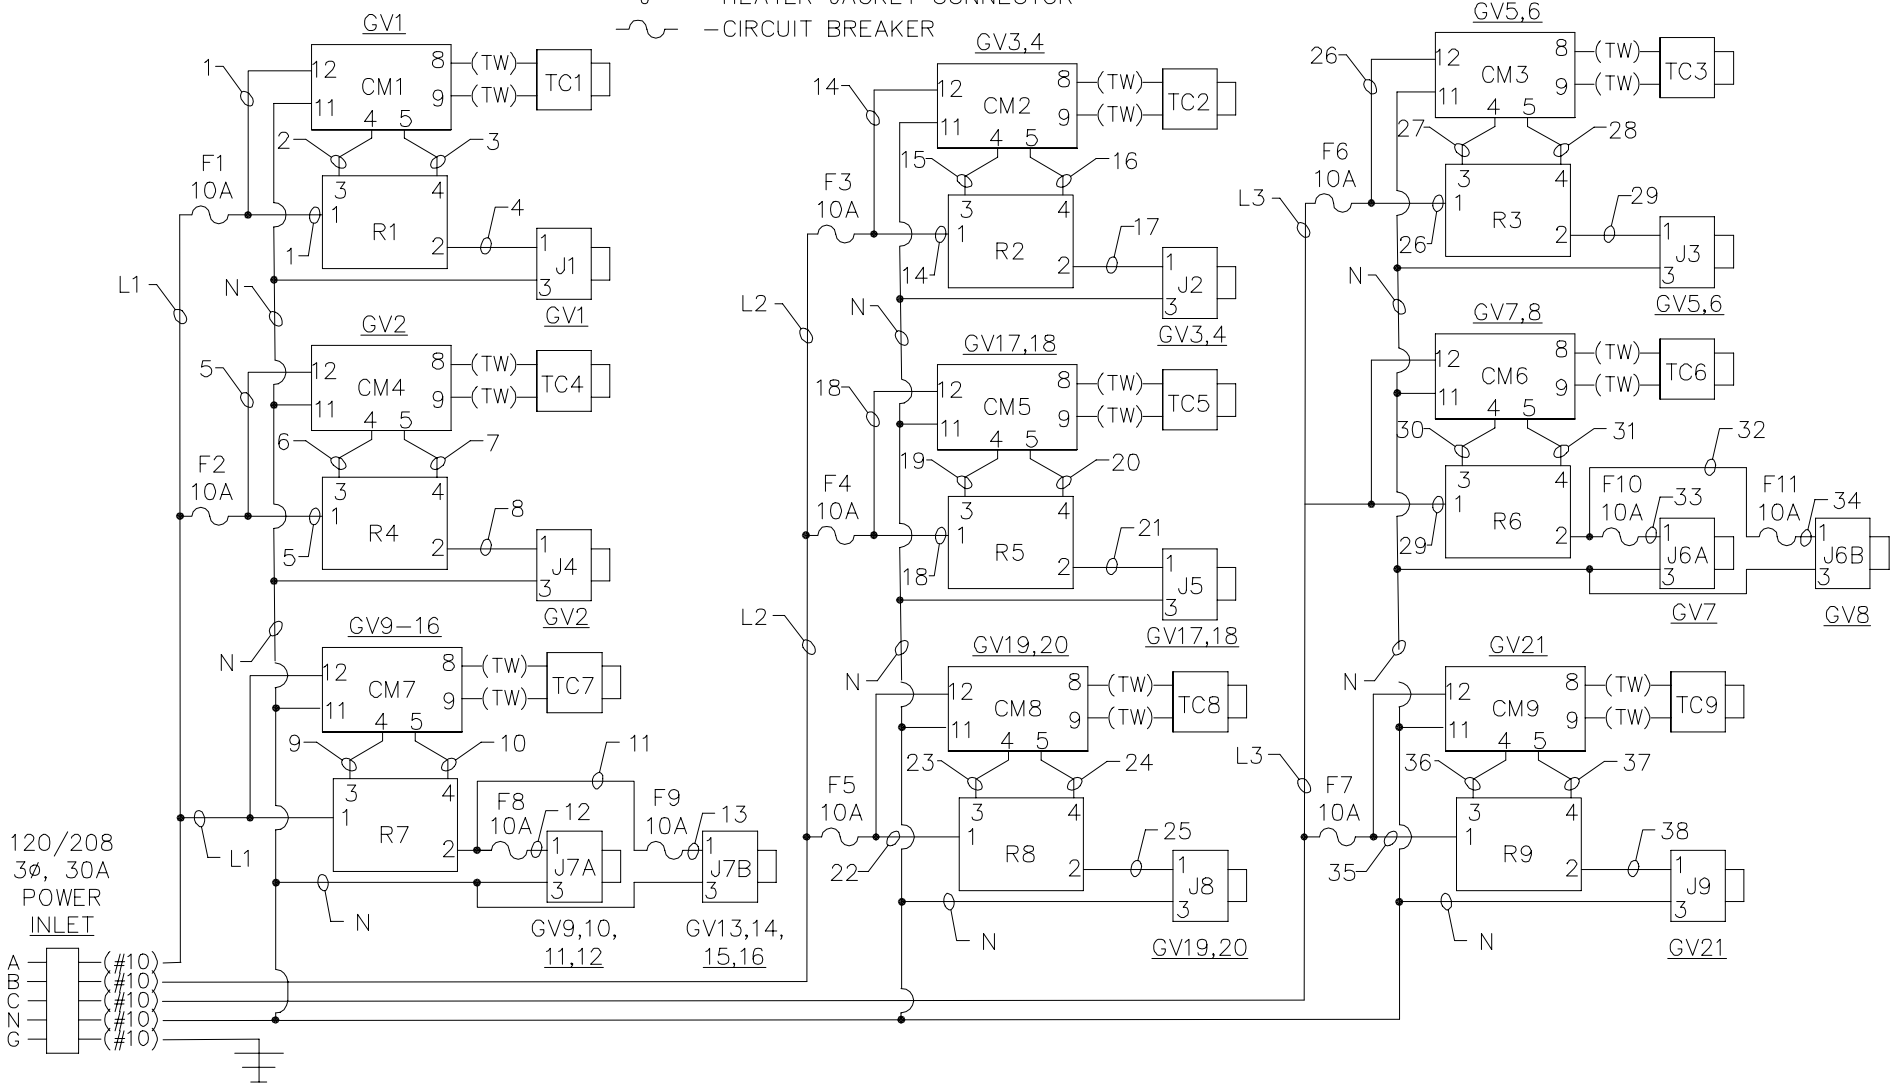 J – HEATER JACKET CONNECTOR
– CIRCUIT BREAKER
GV1
1
12
11
CM1
8
9
(TW)
(TW)
TC1
4
5
2
3
F1
10A
3
4
1
R1
2
1
4
1
3
J1
GV1
L1
N
GV2
5
12
11
CM4
8
9
(TW)
(TW)
TC4
4
5
6
7
F2
10A
3
4
1
R4
2
5
8
1
3
J4
GV2
N
GV9–16
12
11
CM7
8
9
(TW)
(TW)
TC7
4
5
9
10
11
3
4
1
R7
2
L1
F8
10A
12
1
3
J7A
F9
10A
13
1
3
J7B
N
GV9,10,
11,12
GV13,14,
15,16
120/208
3ø, 30A
POWER
INLET
A
B
C
N
G
(#10)
(#10)
(#10)
(#10)
(#10)
GV3,4
14
12
11
CM2
8
9
(TW)
(TW)
TC2
4
5
15
16
F3
10A
3
4
1
R2
2
14
17
1
3
J2
GV3,4
L2
N
GV17,18
18
12
11
CM5
8
9
(TW)
(TW)
TC5
4
5
19
20
F4
10A
3
4
1
R5
2
18
21
1
3
J5
GV17,18
L2
N
GV19,20
12
11
CM8
8
9
(TW)
(TW)
TC8
4
5
23
24
F5
10A
3
4
1
R8
2
22
25
1
3
J8
N
GV19,20
GV5,6
26
12
11
CM3
8
9
(TW)
(TW)
TC3
4
5
27
28
F6
10A
3
4
1
R3
2
26
29
1
3
J3
GV5,6
L3
N
GV7,8
12
11
CM6
8
9
(TW)
(TW)
TC6
4
5
30
31
32
3
4
1
R6
2
29
F10
10A
33
1
3
J6A
GV7
F11
10A
34
1
3
J6B
GV8
N
GV21
12
11
CM9
8
9
(TW)
(TW)
TC9
4
5
36
37
L3
F7
10A
3
4
1
R9
2
35
38
1
3
J9
N
GV21